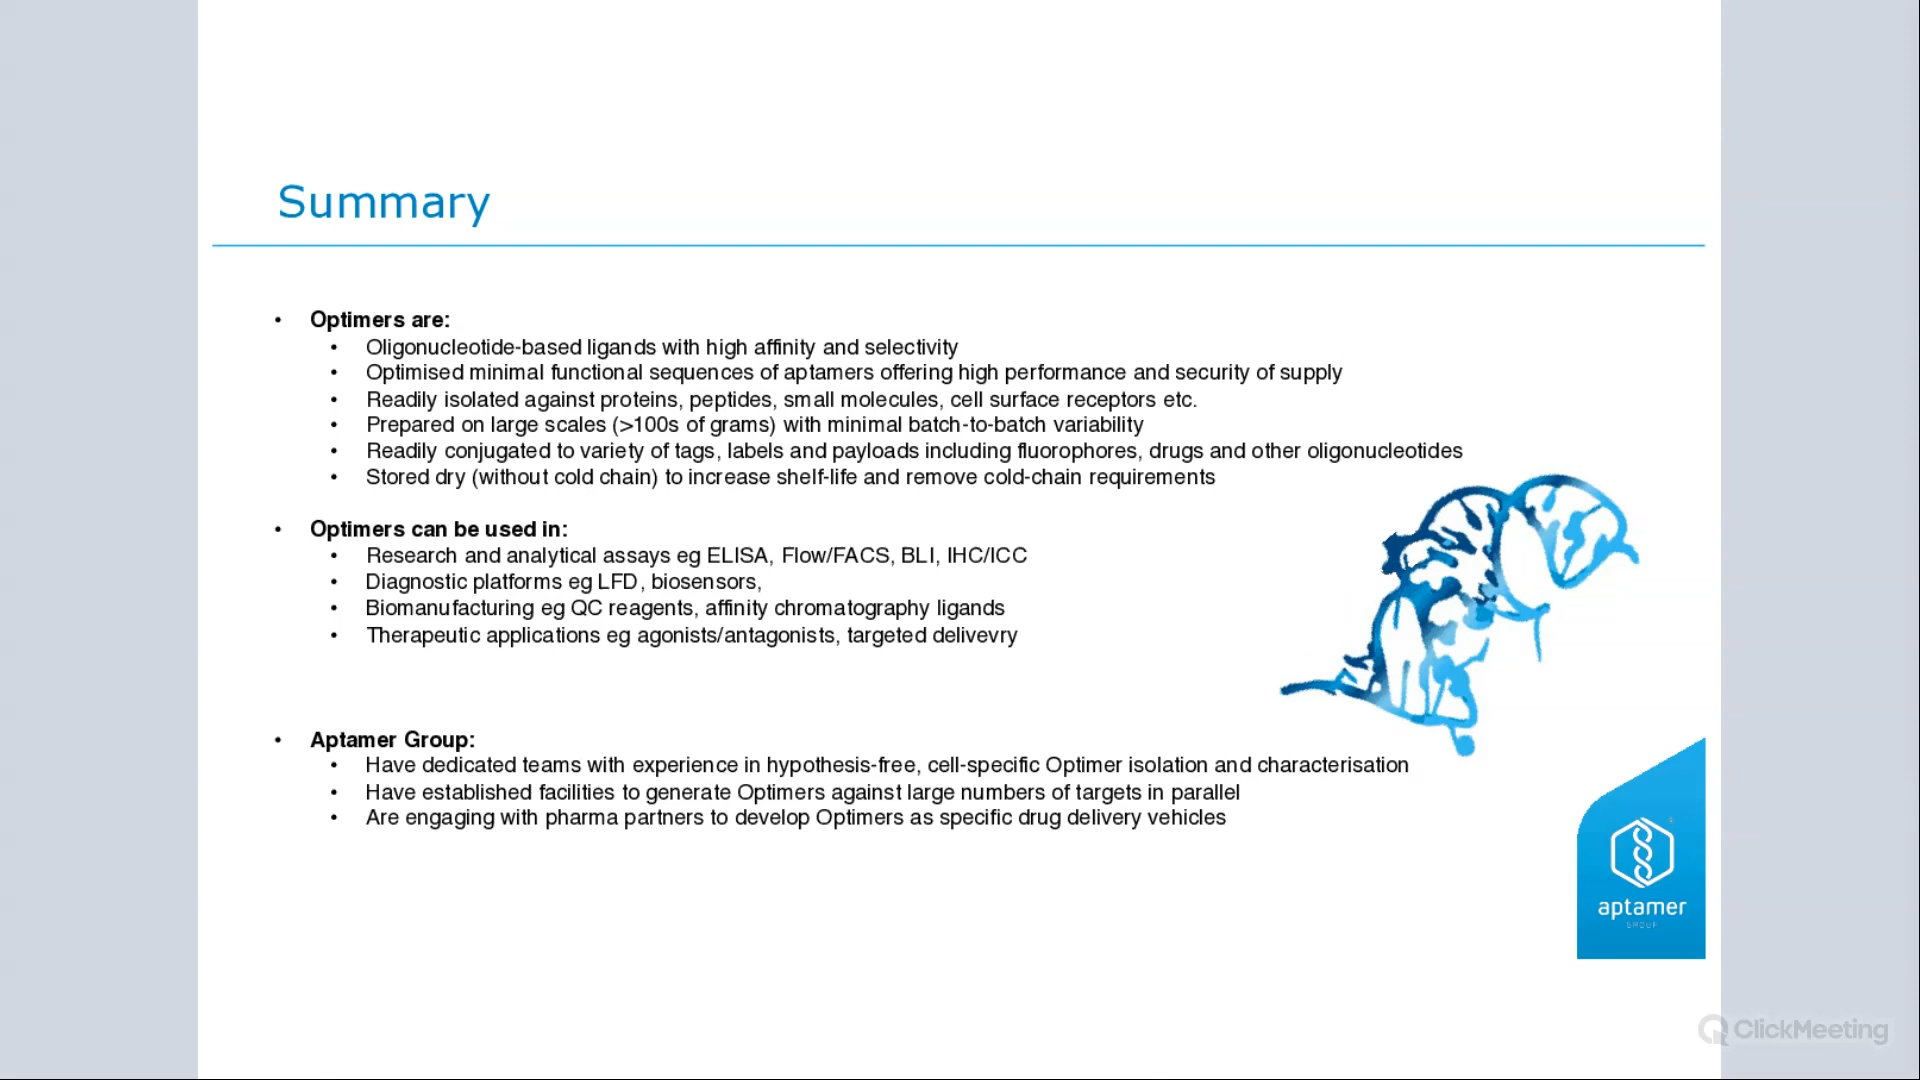 Summary
• Optimers are:
• Oligonucleotide-based ligands with high affinity and selectivity
• Optimised minimal functional sequences of aptamers offering high performance and security of supply
• Readily isolated against proteins, peptides, small molecules, cell surface receptors etc.
• Prepared on large scales (>100s of grams) with minimal batch-to-batch variability
• Readily conjugated to variety of tags, labels and payloads including fluorophores, drugs and other oligonucleotides
• Stored dry (without cold chain) to increase shelf-life and remove cold-chain requirements
• Optimers can be used in:
• Research and analytical assays eg ELISA, Flow/FACS, BLI, IHC/ICC
• Diagnostic platforms eg LFD, biosensors,
• Biomanufacturing eg QC reagents, affinity chromatography ligands
• Therapeutic applications eg agonists/antagonists, targeted delivevry
• Aptamer Group:
• Have dedicated teams with experience in hypothesis-free, cell-specific Optimer isolation and characterisation
• Have established facilities to generate Optimers against large numbers of targets in parallel
• Are engaging with pharma partners to develop Optimers as specific drug delivery vehicles
aptamer
GROUP
ClickMeeting